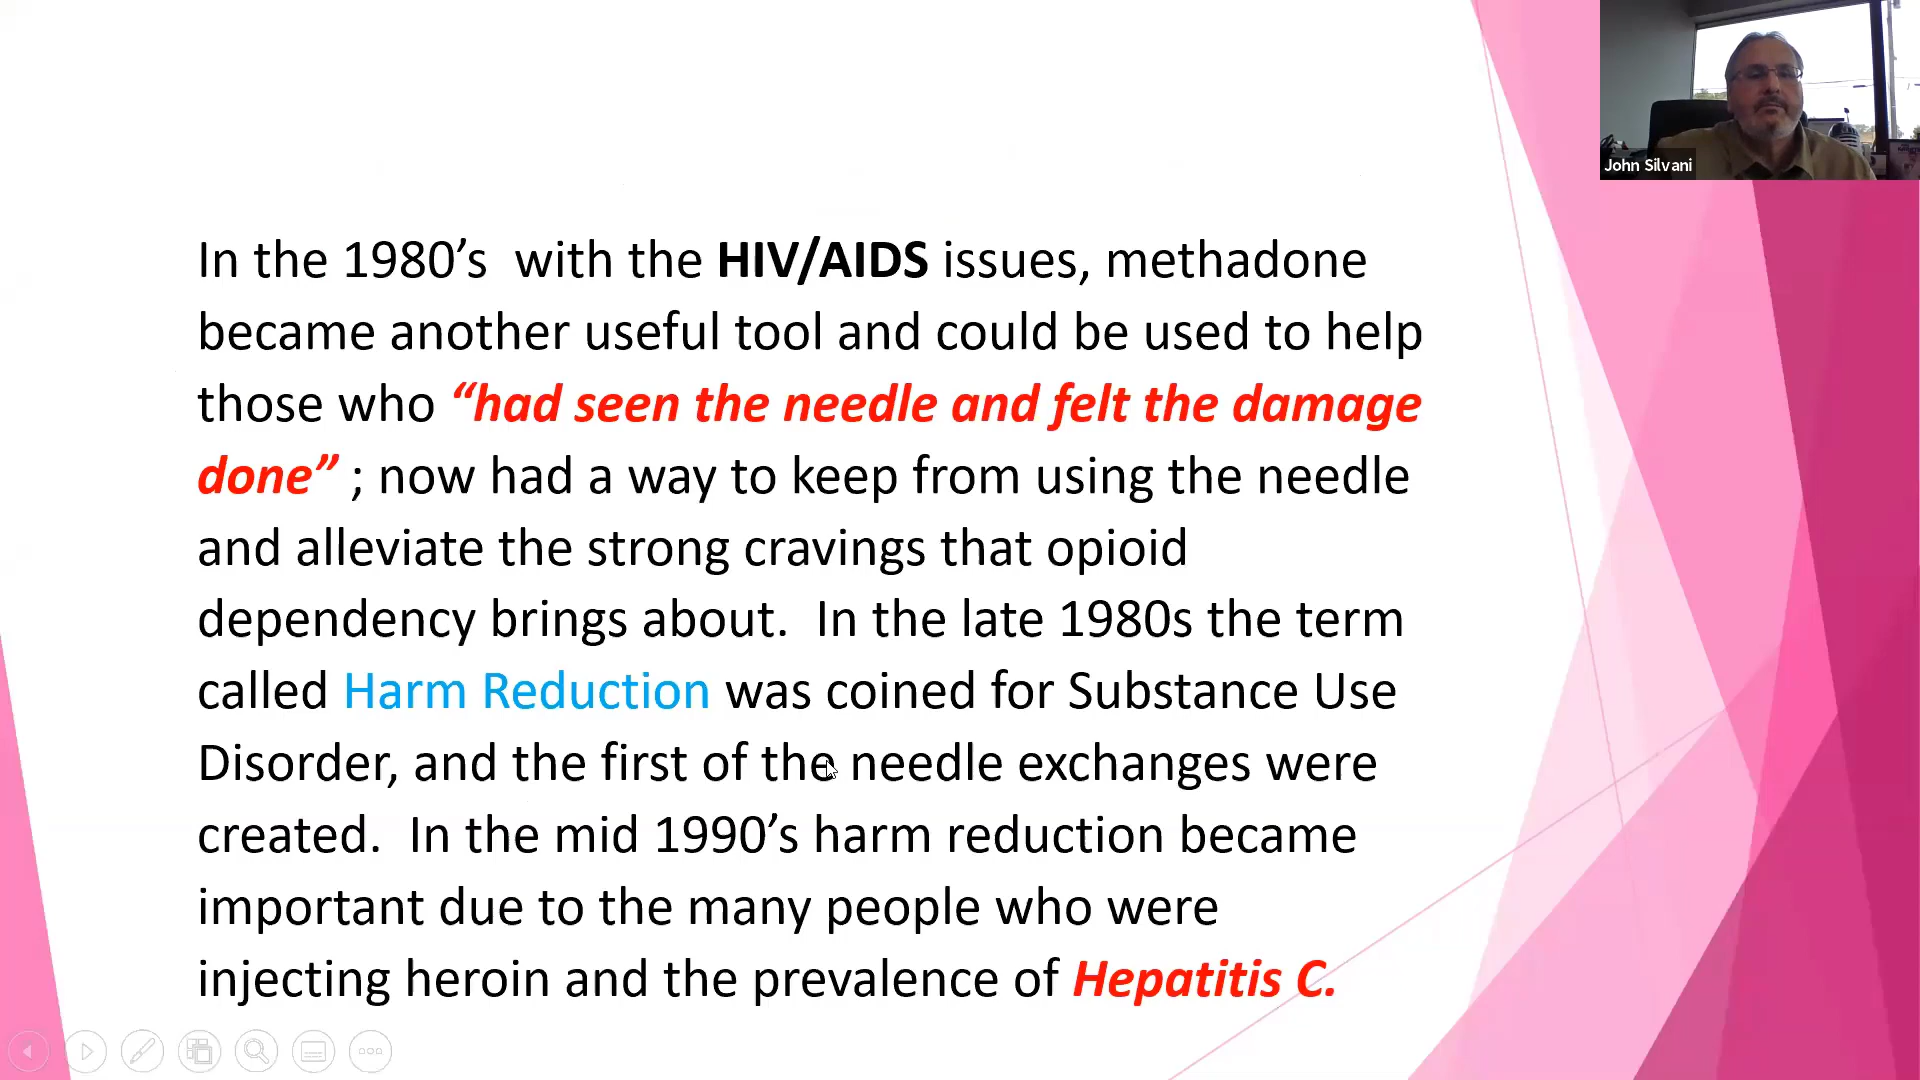 John Silvani
In the 1980’s  with the HIV/AIDS issues, methadone
became another useful tool and could be used to help
those who “had seen the needle and felt the damage
done” ; now had a way to keep from using the needle
and alleviate the strong cravings that opioid
dependency brings about.  In the late 1980s the term
called Harm Reduction was coined for Substance Use
Disorder, and the first of the needle exchanges were
created.  In the mid 1990’s harm reduction became
important due to the many people who were
injecting heroin and the prevalence of Hepatitis C.